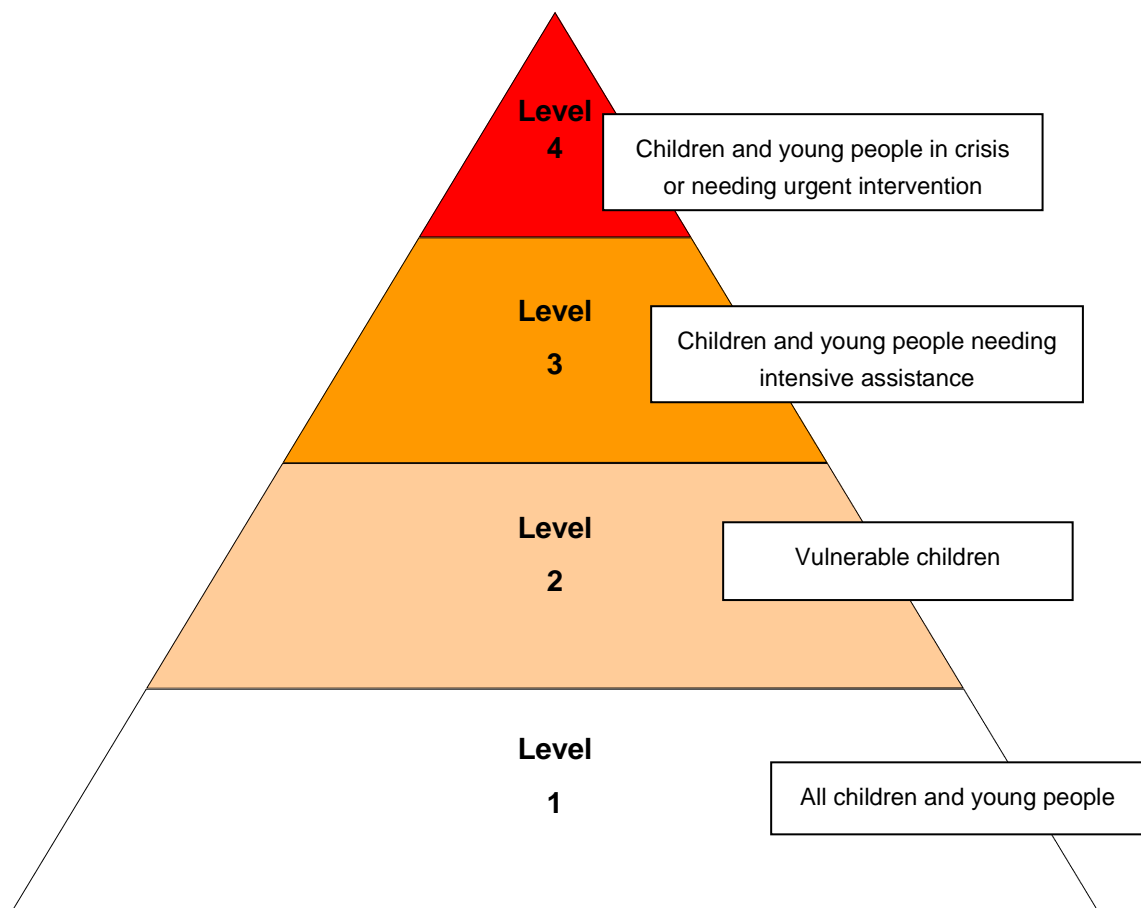 Level
4
Children and young people in crisis
or needing urgent intervention
Level
3
Children and young people needing
intensive assistance
Level
2
Vulnerable children
Level
1
All children and young people